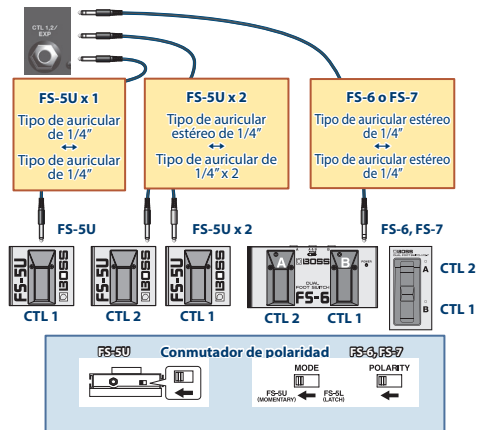 CTL 1,2/
EXP
FS-5U x 1
Tipo de auricular
de 1/4”
↔
Tipo de auricular
de 1/4”
FS-5U x 2
Tipo de auricular
estéreo de 1/4”
↔
Tipo de auricular de
1/4” x 2
FS-6 o FS-7
Tipo de auricular estéreo
de 1/4”
↔
Tipo de auricular estéreo
de 1/4”
FS-5U
FS-5U x 2
FS-6, FS-7
FS-5U
BOSS
CTL 1
FS-5U
BOSS
CTL 2
FS-5U
BOSS
CTL 1
A
BOSS
B
POWER
DUAL
FOOT SWITCH
FS-6
CTL 2
CTL 1
BOSS
A
B
CTL 2
CTL 1
FS-5U
Conmutador de polaridad
FS-6, FS-7
MODE
POLARITY
FS-5U
(MOMENTARY)
FS-5L
(LATCH)